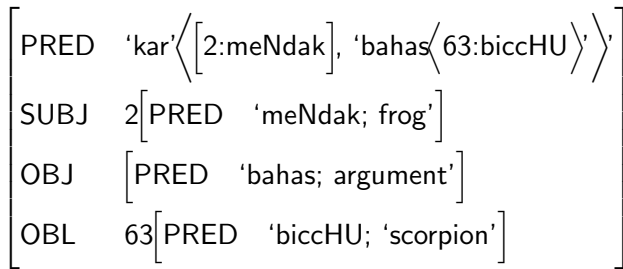 PRED ‘kar’⟨[2:meNdak], ‘bahas⟨63:biccHU⟩’⟩’
SUBJ 2[PRED ‘meNdak; frog’]
OBJ [PRED ‘bahas; argument’]
OBL 63[PRED ‘biccHU; ‘scorpion’]